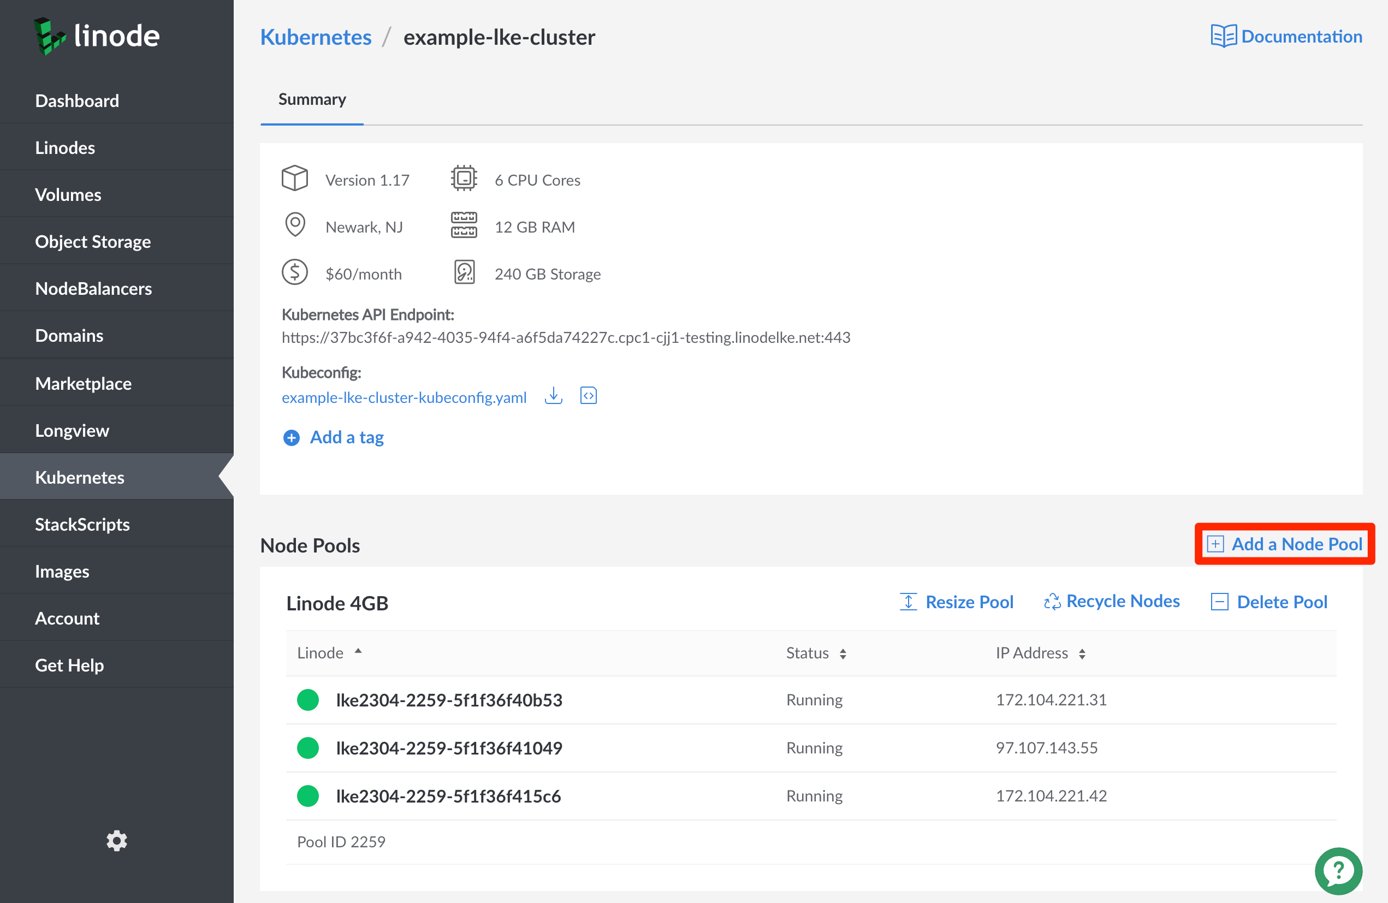 linode
Dashboard
Linodes
Volumes
Object Storage
NodeBalancers
Domains
Marketplace
Longview
Kubernetes
StackScripts
Images
Account
Get Help
Kubernetes / example-lke-cluster
Documentation
Summary
Version 1.17
6 CPU Cores
Newark, NJ
12 GB RAM
$60/month
240 GB Storage
Kubernetes API Endpoint:
https://37bc3f6f-a942-4035-94f4-a6f5da74227c.cpc1-cjj1-testing.linodelke.net:443
Kubeconfig:
example-lke-cluster-kubeconfig.yaml
Add a tag
Node Pools
Add a Node Pool
Linode 4GB
Resize Pool
Recycle Nodes
Delete Pool
Linode Status IP Address
lke2304-2259-5f1f36f40b53 Running 172.104.221.31
lke2304-2259-5f1f36f41049 Running 97.107.143.55
lke2304-2259-5f1f36f415c6 Running 172.104.221.42
Pool ID 2259